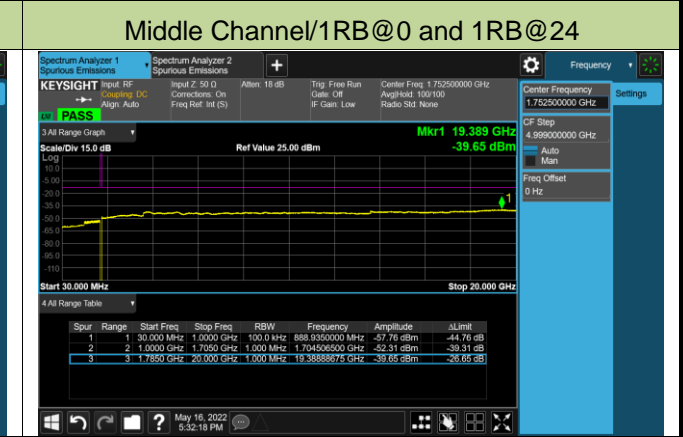 Middle Channel/1RB@0 and 1RB@24
Spectrum Analyzer 1
Spurious Emissions
Spectrum Analyzer 2
Spurious Emissions
+
Frequency
KEYSIGHT
Input: RF
Coupling: DC
Align: Auto
Input Z: 50 Ω
Corrections: On
Freq Ref: Int (S)
Atten: 18 dB
Trig: Free Run
Gate: Off
IF Gain: Low
Center Freq: 1.752500000 GHz
Avg|Hold: 100/100
Radio Std: None
LXI
PASS
Center Frequency
1.752500000 GHz
Settings
CF Step
4.999000000 GHz
Auto
Man
Freq Offset
0 Hz
3 All Range Graph
Mkr1 19.389 GHz
Scale/Div 15.0 dB
Ref Value 25.00 dBm
-39.65 dBm
Log
10.0
-5.00
-20.0
-35.0
-50.0
-65.0
-80.0
-95.0
-110
1
Start 30.000 MHz
Stop 20.000 GHz
4 All Range Table
Spur Range Start Freq Stop Freq RBW Frequency Amplitude ΔLimit
1 1 30.000 MHz 1.0000 GHz 100.0 kHz 888.9350000 MHz -57.76 dBm -44.76 dB
2 2 1.0000 GHz 1.7050 GHz 1.000 MHz 1.704506500 GHz -52.31 dBm -39.31 dB
3 3 1.7850 GHz 20.000 GHz 1.000 MHz 19.38888675 GHz -39.65 dBm -26.65 dB
?
May 16, 2022
5:32:18 PM